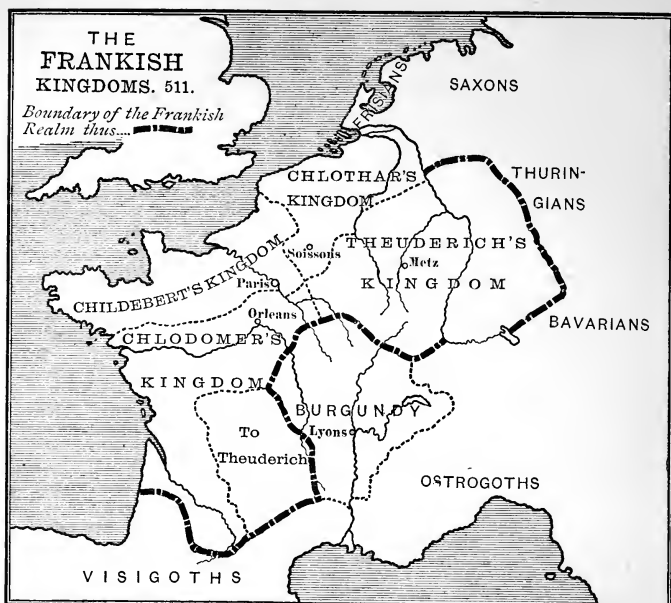 THE
FRANKISH
KINGDOMS. 511.
Boundary of the Frankish
Realm thus....
FRISIANS
SAXONS
CHLOTHAR'S
KINGDOM
THURIN-
GIANS
Soissons
THEUDERICH'S
Metz
KINGDOM
CHILDEBERT'S KINGDOM
Paris
Orleans
BAVARIANS
CHLODOMER'S
KINGDOM
BURGUNDY
Lyons
To
Theuderich
OSTROGOTHS
VISIGOTHS